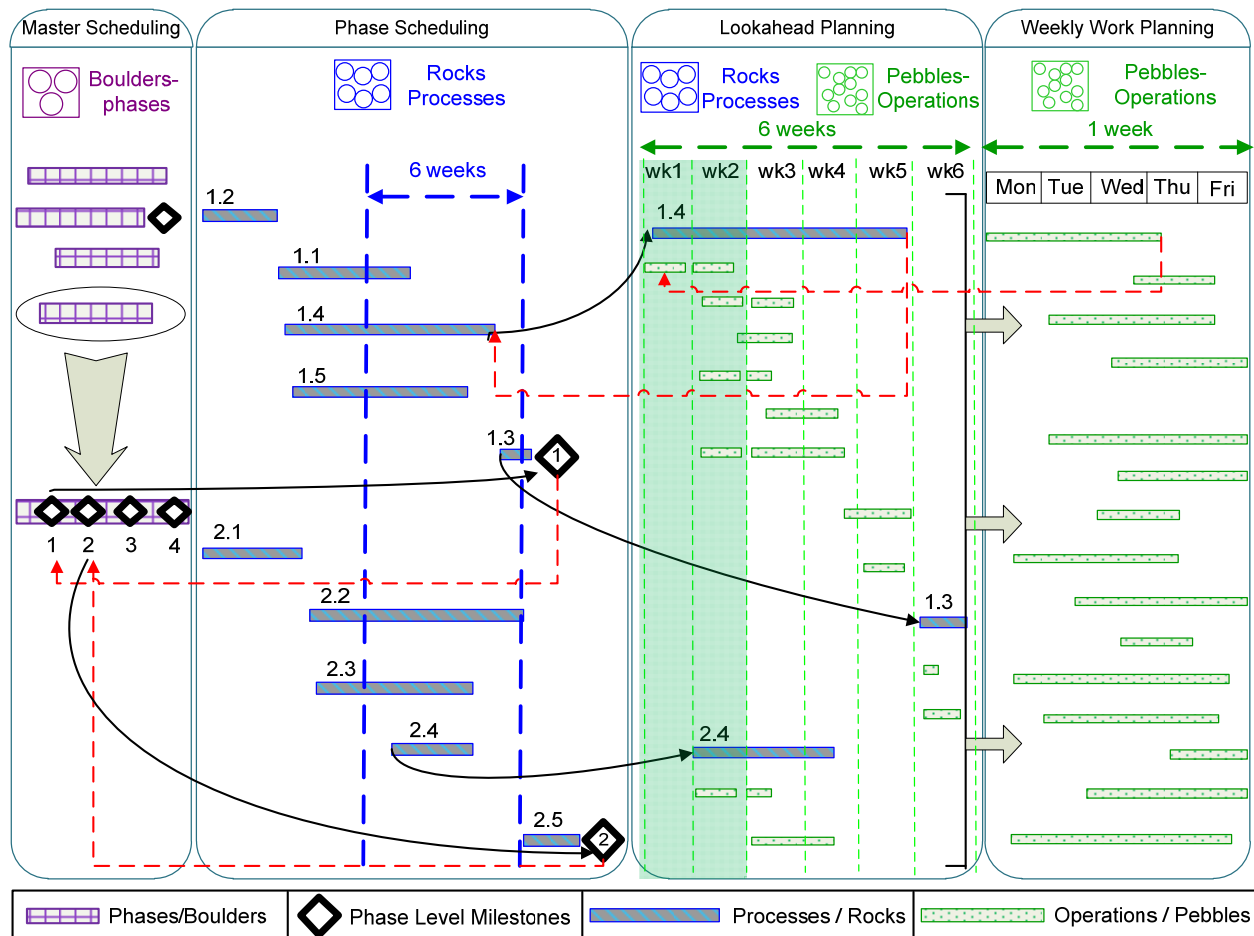 Master Scheduling
Phase Scheduling
Lookahead Planning
Weekly Work Planning
Boulders-
phases
Rocks
Processes
Rocks
Processes
Pebbles-
Operations
Pebbles-
Operations
6 weeks
6 weeks
1 week
wk1 wk2 wk3 wk4 wk5 wk6
Mon Tue Wed Thu Fri
1.2
1.1
1.4
1.5
1.3
1
2.1
2.2
2.3
2.4
2.5
2
1 2 3 4
1.4
1.3
2.4
Phases/Boulders
Phase Level Milestones
Processes / Rocks
Operations / Pebbles